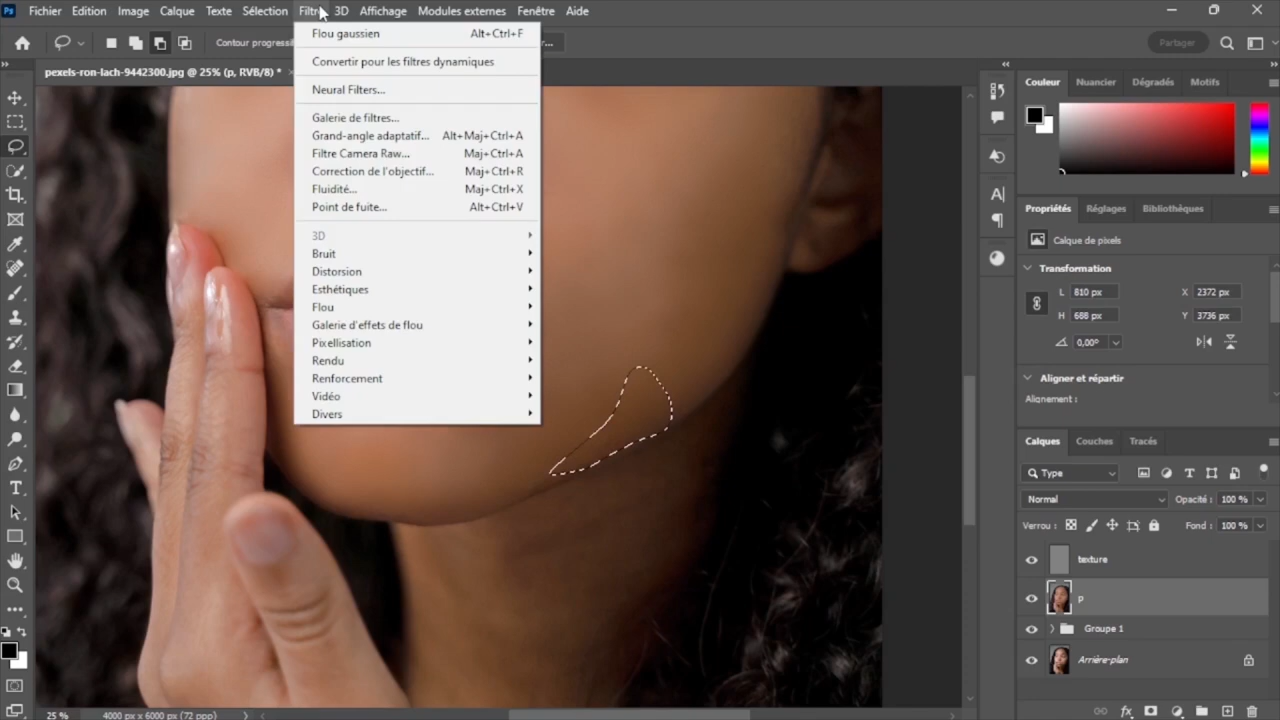 Ps Fichier Edition Image Calque Texte Sélection Filtre 3D Affichage Modules externes Fenêtre Aide
Contour progressif
Partager
pexels-ron-lach-9442300.jpg @ 25% (p, RVB/8) *
Flou gaussien Alt+Ctrl+F
Convertir pour les filtres dynamiques
Neural Filters...
Galerie de filtres...
Grand-angle adaptatif... Alt+Maj+Ctrl+A
Filtre Camera Raw... Maj+Ctrl+A
Correction de l'objectif... Maj+Ctrl+R
Fluidité... Maj+Ctrl+X
Point de fuite... Alt+Ctrl+V
3D
Bruit
Distorsion
Esthétiques
Flou
Galerie d'effets de flou
Pixellisation
Rendu
Renforcement
Vidéo
Divers
Couleur Nuancier Dégradés Motifs
Propriétés Réglages Bibliothèques
Calque de pixels
Transformation
L 810 px X 2372 px
H 688 px Y 3736 px
0,00°
Aligner et répartir
Alignement :
Calques Couches Tracés
Type
Normal Opacité : 100 %
Verrou : Fond : 100 %
texture
p
Groupe 1
Arrière-plan
fx
25 % 4000 px x 6000 px (72 ppp)